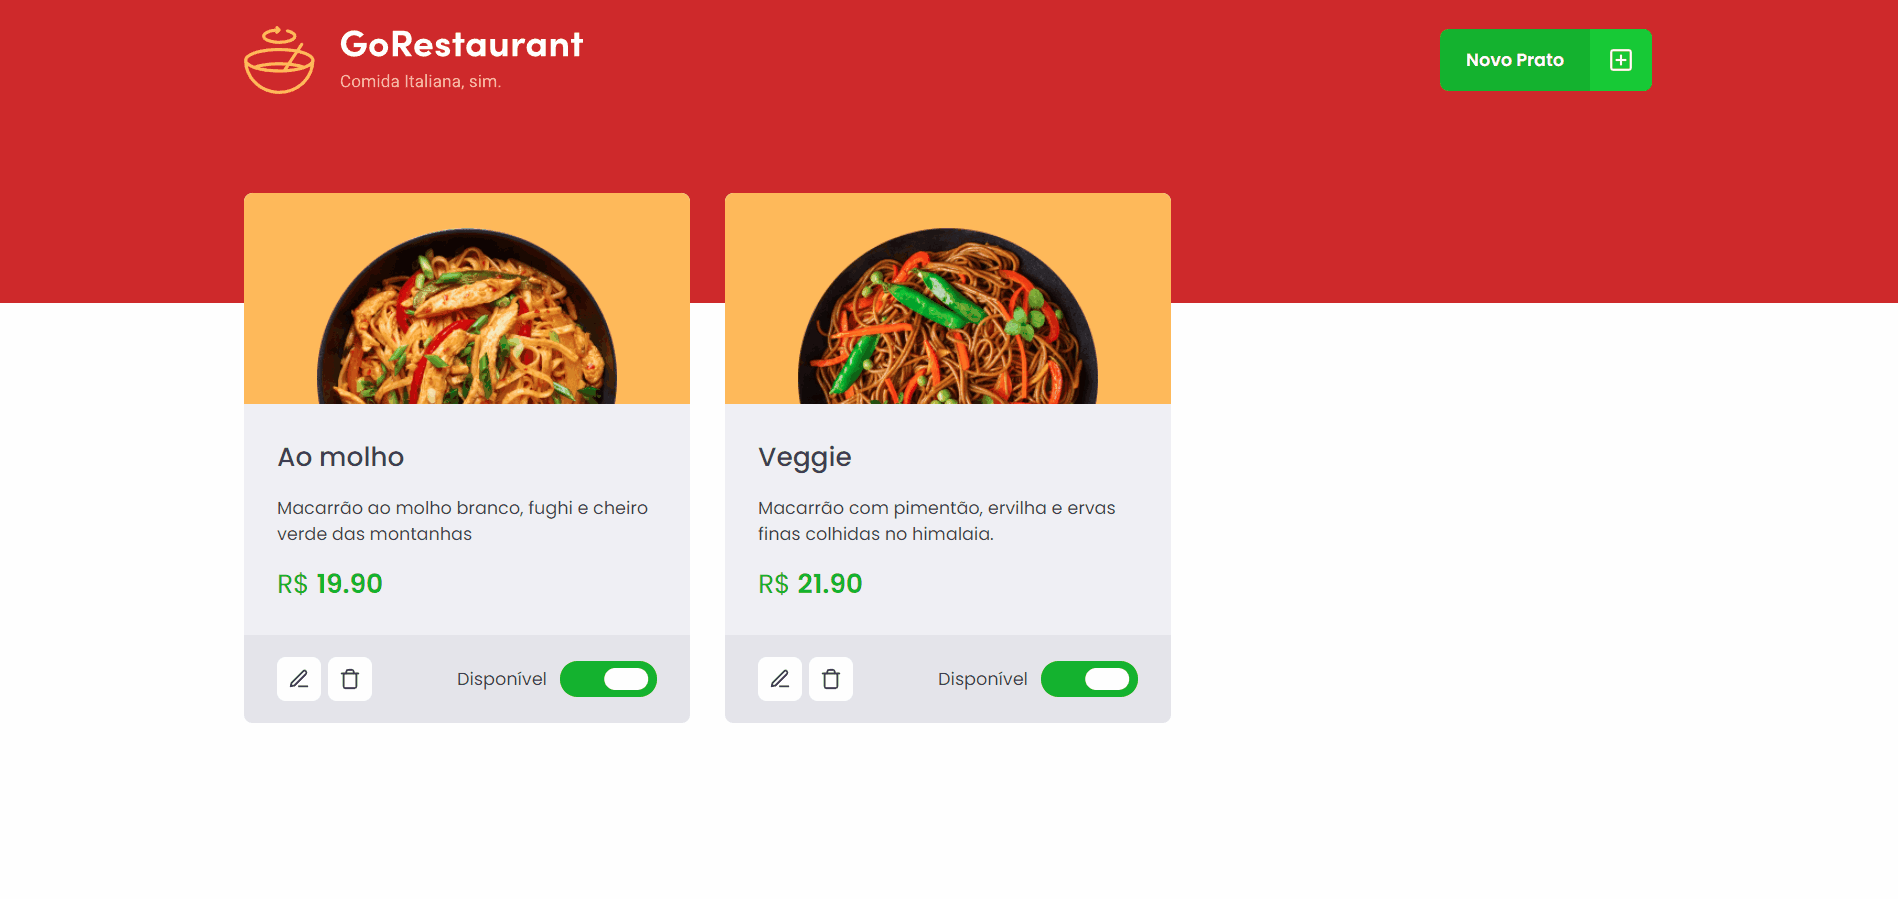 GoRestaurant
Comida Italiana, sim.
Novo Prato
Ao molho
Macarrão ao molho branco, fughi e cheiro
verde das montanhas
R$ 19.90
Disponível
Veggie
Macarrão com pimentão, ervilha e ervas
finas colhidas no himalaia.
R$ 21.90
Disponível